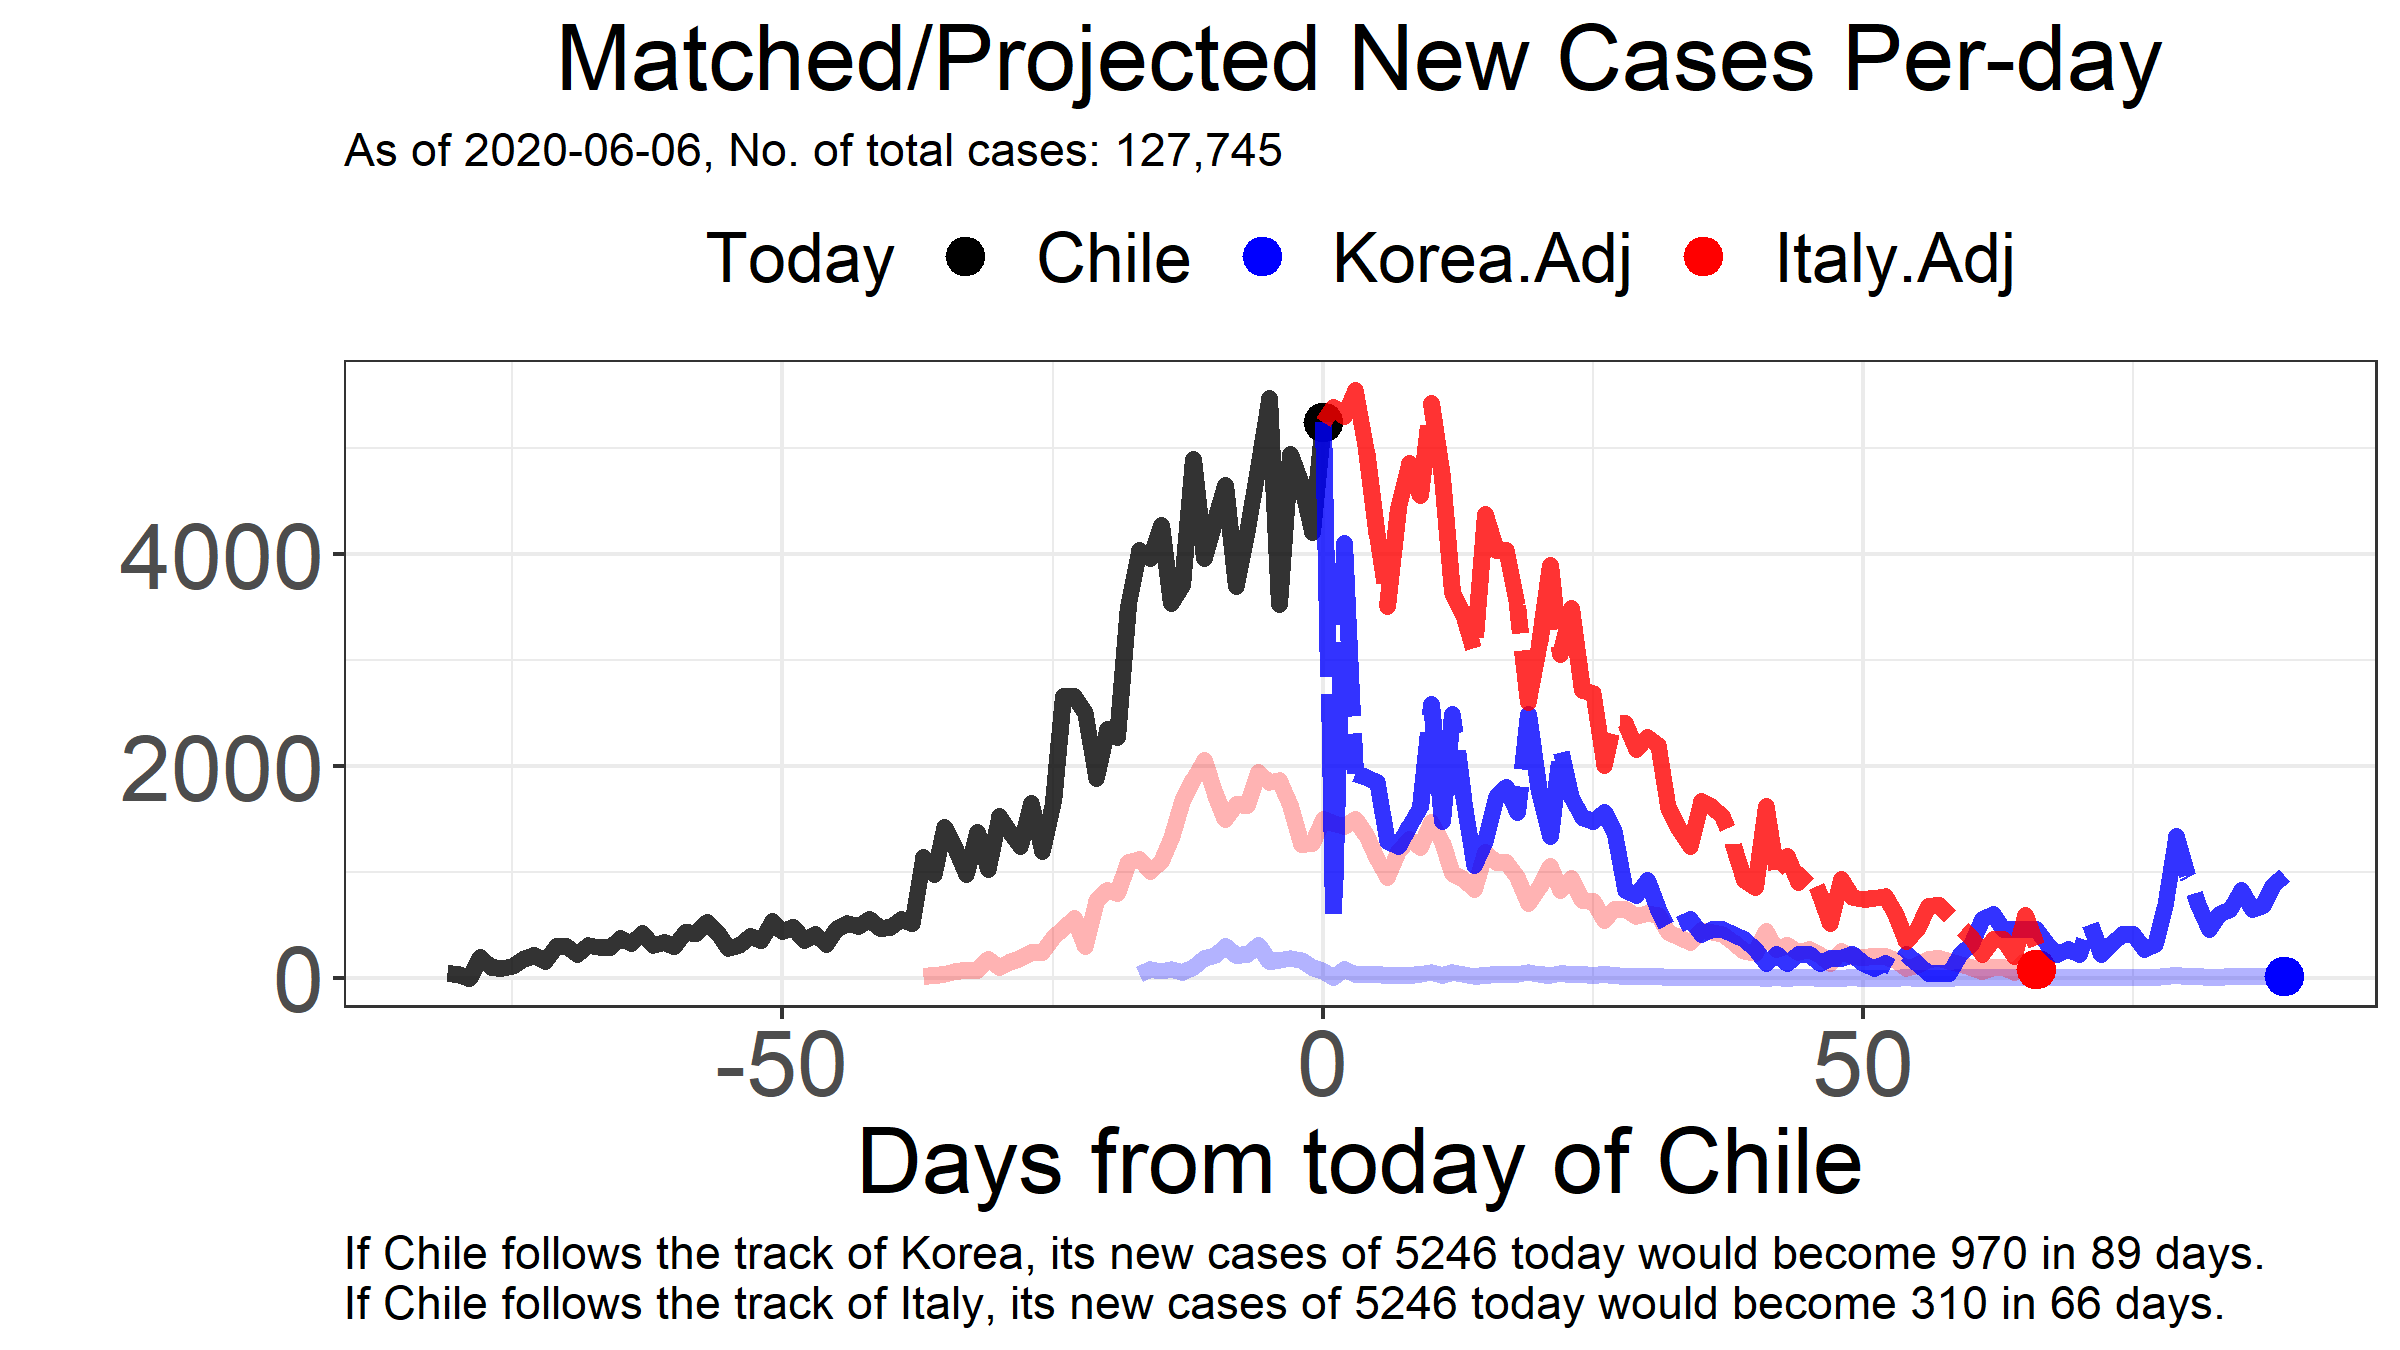 Matched/Projected New Cases Per-day
As of 2020-06-06, No. of total cases: 127,745
Today Chile Korea.Adj Italy.Adj
4000
2000
0
-50 0 50
Days from today of Chile
If Chile follows the track of Korea, its new cases of 5246 today would become 970 in 89 days.
If Chile follows the track of Italy, its new cases of 5246 today would become 310 in 66 days.